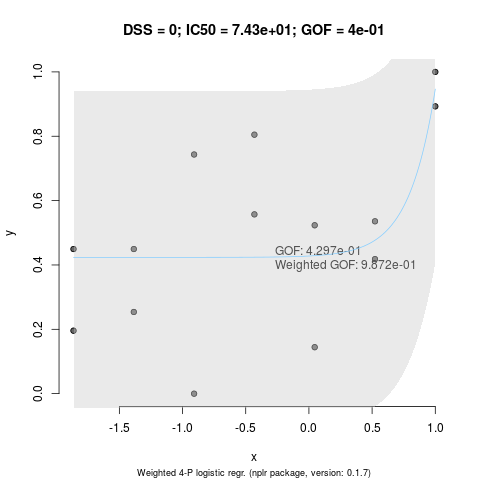 DSS = 0; IC50 = 7.43e+01; GOF = 4e-01
y
1.0
0.8
0.6
0.4
0.2
0.0
GOF: 4.297e-01
Weighted GOF: 9.872e-01
-1.5 -1.0 -0.5 0.0 0.5 1.0
x
Weighted 4-P logistic regr. (nplr package, version: 0.1.7)